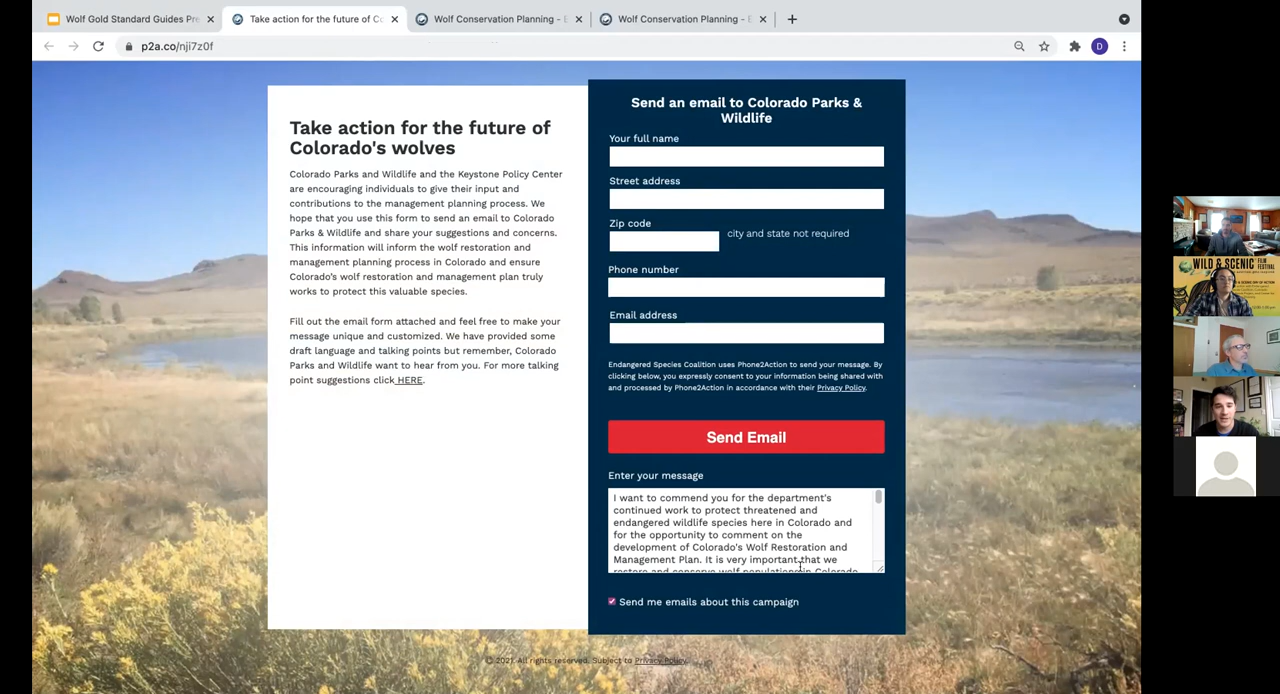 Wolf Gold Standard Guides Pre
Take action for the future of Co
Wolf Conservation Planning - E
Wolf Conservation Planning - E
p2a.co/nji7z0f
D
Take action for the future of
Colorado's wolves
Colorado Parks and Wildlife and the Keystone Policy Center
are encouraging individuals to give their input and
contributions to the management planning process. We
hope that you use this form to send an email to Colorado
Parks & Wildlife and share your suggestions and concerns.
This information will inform the wolf restoration and
management planning process in Colorado and ensure
Colorado's wolf restoration and management plan truly
works to protect this valuable species.
Fill out the email form attached and feel free to make your
message unique and customized. We have provided some
draft language and talking points but remember, Colorado
Parks and Wildlife want to hear from you. For more talking
point suggestions click HERE.
Send an email to Colorado Parks &
Wildlife
Your full name
Street address
Zip code
city and state not required
Phone number
Email address
Endangered Species Coalition uses Phone2Action to send your message. By
clicking below, you expressly consent to your information being shared with
and processed by Phone2Action in accordance with their Privacy Policy.
Send Email
Enter your message
I want to commend you for the department's
continued work to protect threatened and
endangered wildlife species here in Colorado and
for the opportunity to comment on the
development of Colorado's Wolf Restoration and
Management Plan. It is very important that we
restore and conserve wolf populations in Colorado
Send me emails about this campaign
© 2021. All rights reserved. Subject to Privacy Policy.
WILD & SCENIC FILM
FESTIVAL